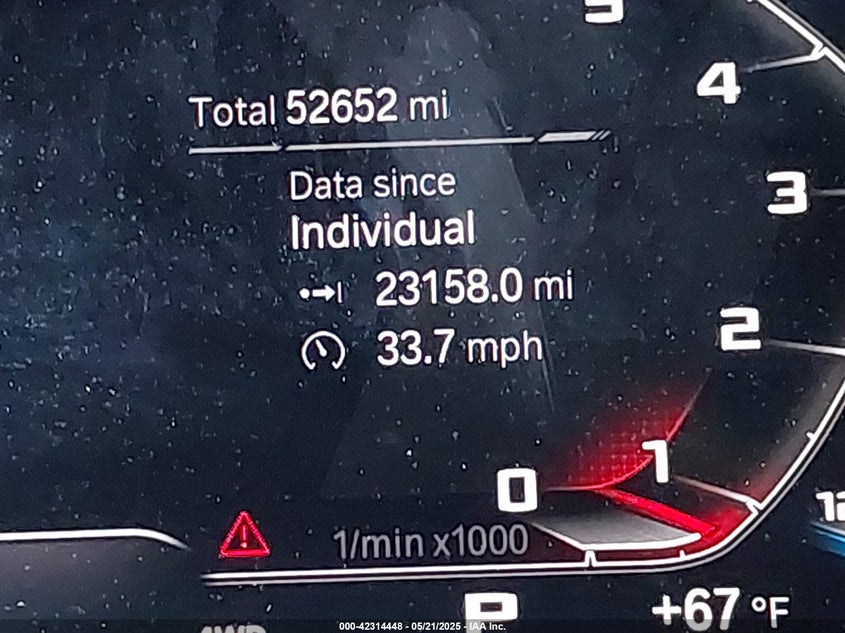 5
4
Total 52652 mi
3
Data since
Individual
23158.0 mi
2
33.7 mph
1
0
1/min x1000
P
+67 °F
000-42314448 - 05/21/2025 - IAA Inc.